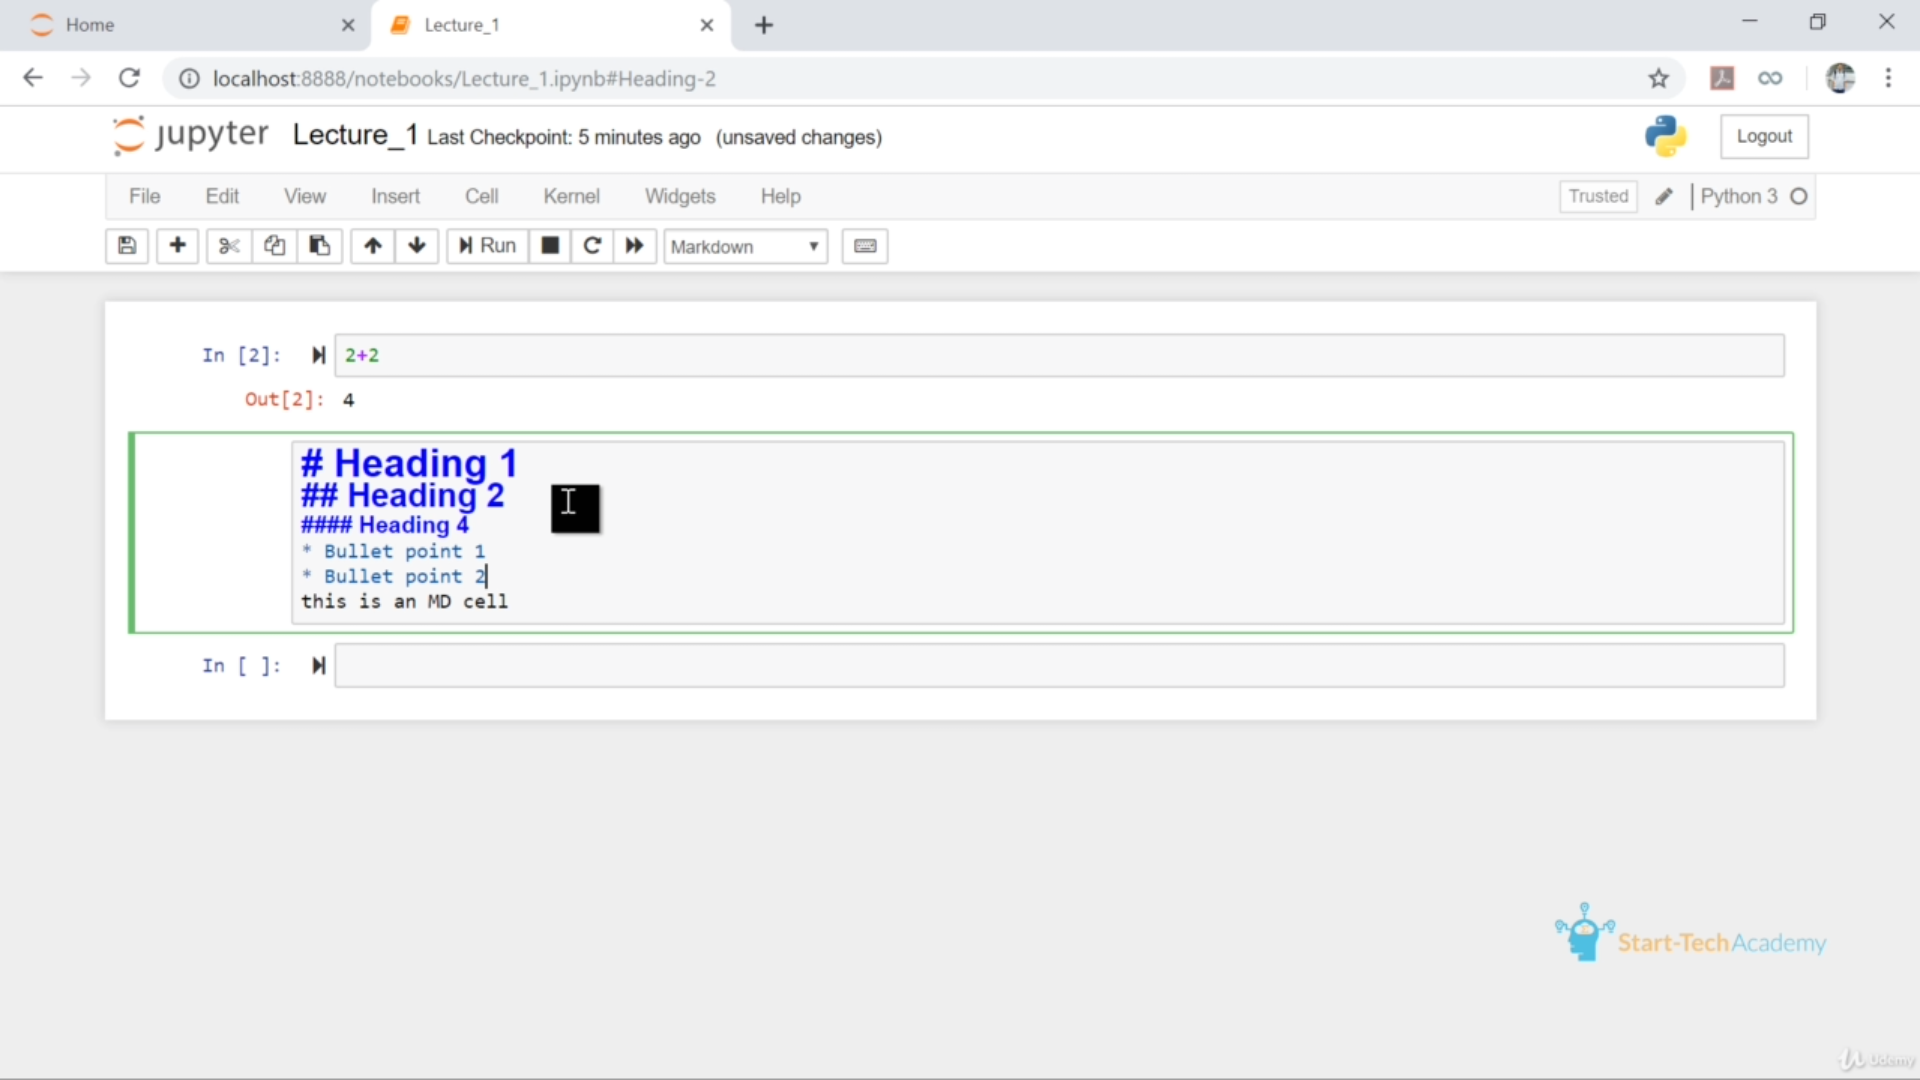 Home
Lecture_1
localhost:8888/notebooks/Lecture_1.ipynb#Heading-2
jupyter Lecture_1 Last Checkpoint: 5 minutes ago (unsaved changes)
Logout
File Edit View Insert Cell Kernel Widgets Help
Trusted Python 3
Run Markdown
In [2]: 2+2
Out[2]: 4
# Heading 1
## Heading 2
#### Heading 4
* Bullet point 1
* Bullet point 2
this is an MD cell
In [ ]:
Start-TechAcademy
Udemy